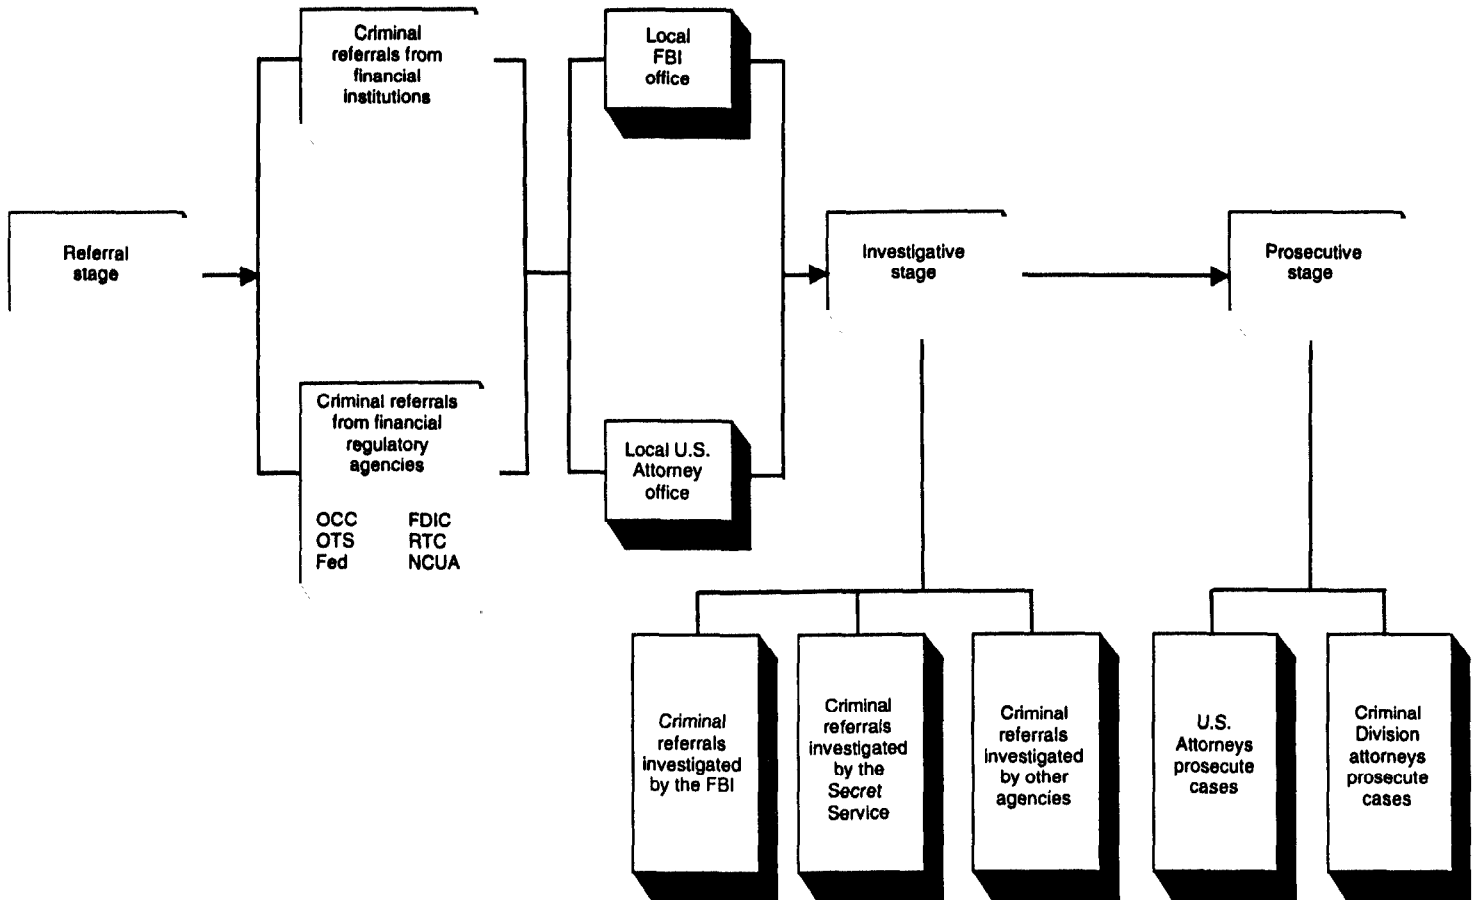 Criminal
referrals from
financial
institutions
Local
FBI
office
Referral
stage
Investigative
stage
Prosecutive
stage
Criminal referrals
from financial
regulatory
agencies
OCC FDIC
OTS RTC
Fed NCUA
Local U.S.
Attorney
office
Criminal
referrals
investigated
by the FBI
Criminal
referrals
investigated
by the
Secret
Service
Criminal
referrals
investigated
by other
agencies
U.S.
Attorneys
prosecute
cases
Criminal
Division
attorneys
prosecute
cases